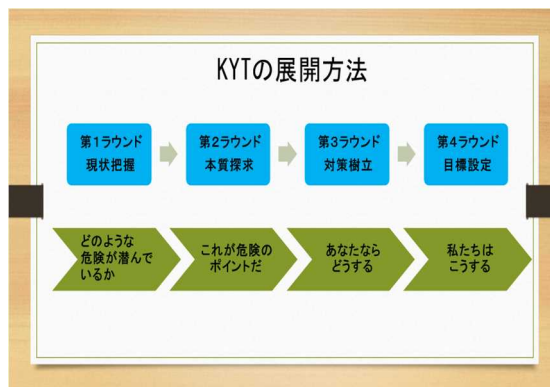 KYTの展開方法
第1ラウンド
現状把握
第2ラウンド
本質探求
第3ラウンド
対策樹立
第4ラウンド
目標設定
どのような
危険が潜んで
いるか
これが危険の
ポイントだ
あなたなら
どうする
私たちは
こうする